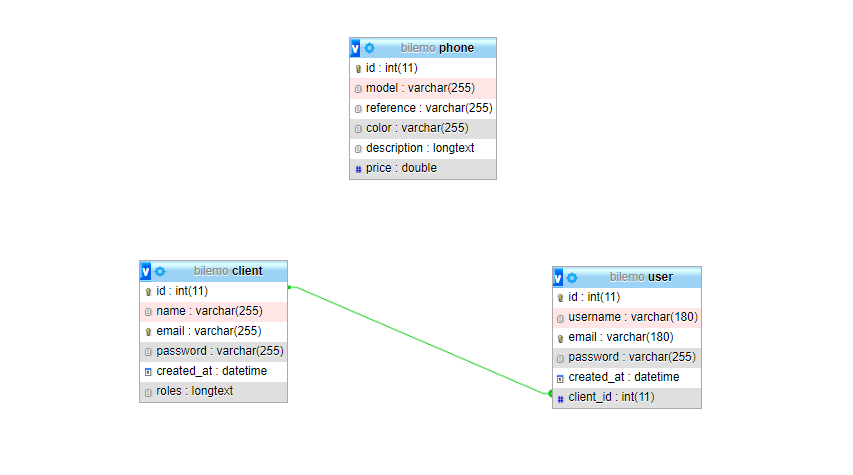 v bilemo phone
id : int(11)
model : varchar(255)
reference : varchar(255)
color : varchar(255)
description : longtext
# price : double
v bilemo client
id : int(11)
name : varchar(255)
email : varchar(255)
password : varchar(255)
created_at : datetime
roles : longtext
v bilemo user
id : int(11)
username : varchar(180)
email : varchar(180)
password : varchar(255)
created_at : datetime
# client_id : int(11)